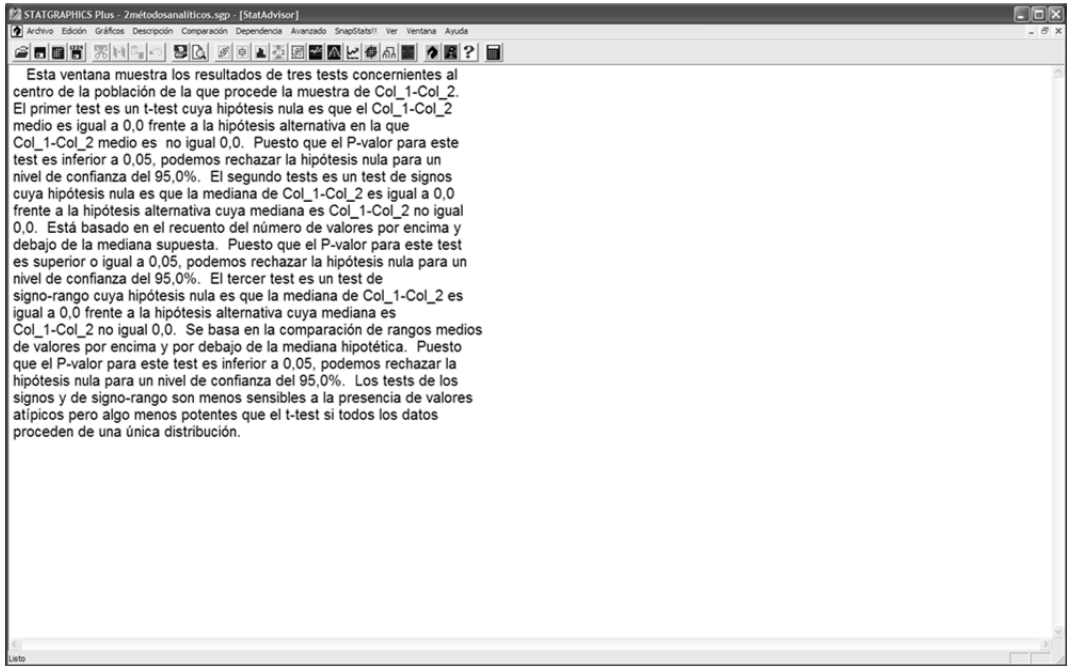 STATGRAPHICS Plus - 2métodosanalíticos.sgp - [StatAdvisor]
Archivo Edición Gráficos Descripción Comparación Dependencia Avanzado SnapStats!! Ver Ventana Ayuda
Esta ventana muestra los resultados de tres tests concernientes al
centro de la población de la que procede la muestra de Col_1-Col_2.
El primer test es un t-test cuya hipótesis nula es que el Col_1-Col_2
medio es igual a 0,0 frente a la hipótesis alternativa en la que
Col_1-Col_2 medio es  no igual 0,0.  Puesto que el P-valor para este
test es inferior a 0,05, podemos rechazar la hipótesis nula para un
nivel de confianza del 95,0%.  El segundo tests es un test de signos
cuya hipótesis nula es que la mediana de Col_1-Col_2 es igual a 0,0
frente a la hipótesis alternativa cuya mediana es Col_1-Col_2 no igual
0,0.  Está basado en el recuento del número de valores por encima y
debajo de la mediana supuesta.  Puesto que el P-valor para este test
es superior o igual a 0,05, podemos rechazar la hipótesis nula para un
nivel de confianza del 95,0%.  El tercer test es un test de
signo-rango cuya hipótesis nula es que la mediana de Col_1-Col_2 es
igual a 0,0 frente a la hipótesis alternativa cuya mediana es
Col_1-Col_2 no igual 0,0.  Se basa en la comparación de rangos medios
de valores por encima y por debajo de la mediana hipotética.  Puesto
que el P-valor para este test es inferior a 0,05, podemos rechazar la
hipótesis nula para un nivel de confianza del 95,0%.  Los tests de los
signos y de signo-rango son menos sensibles a la presencia de valores
atípicos pero algo menos potentes que el t-test si todos los datos
proceden de una única distribución.
Listo